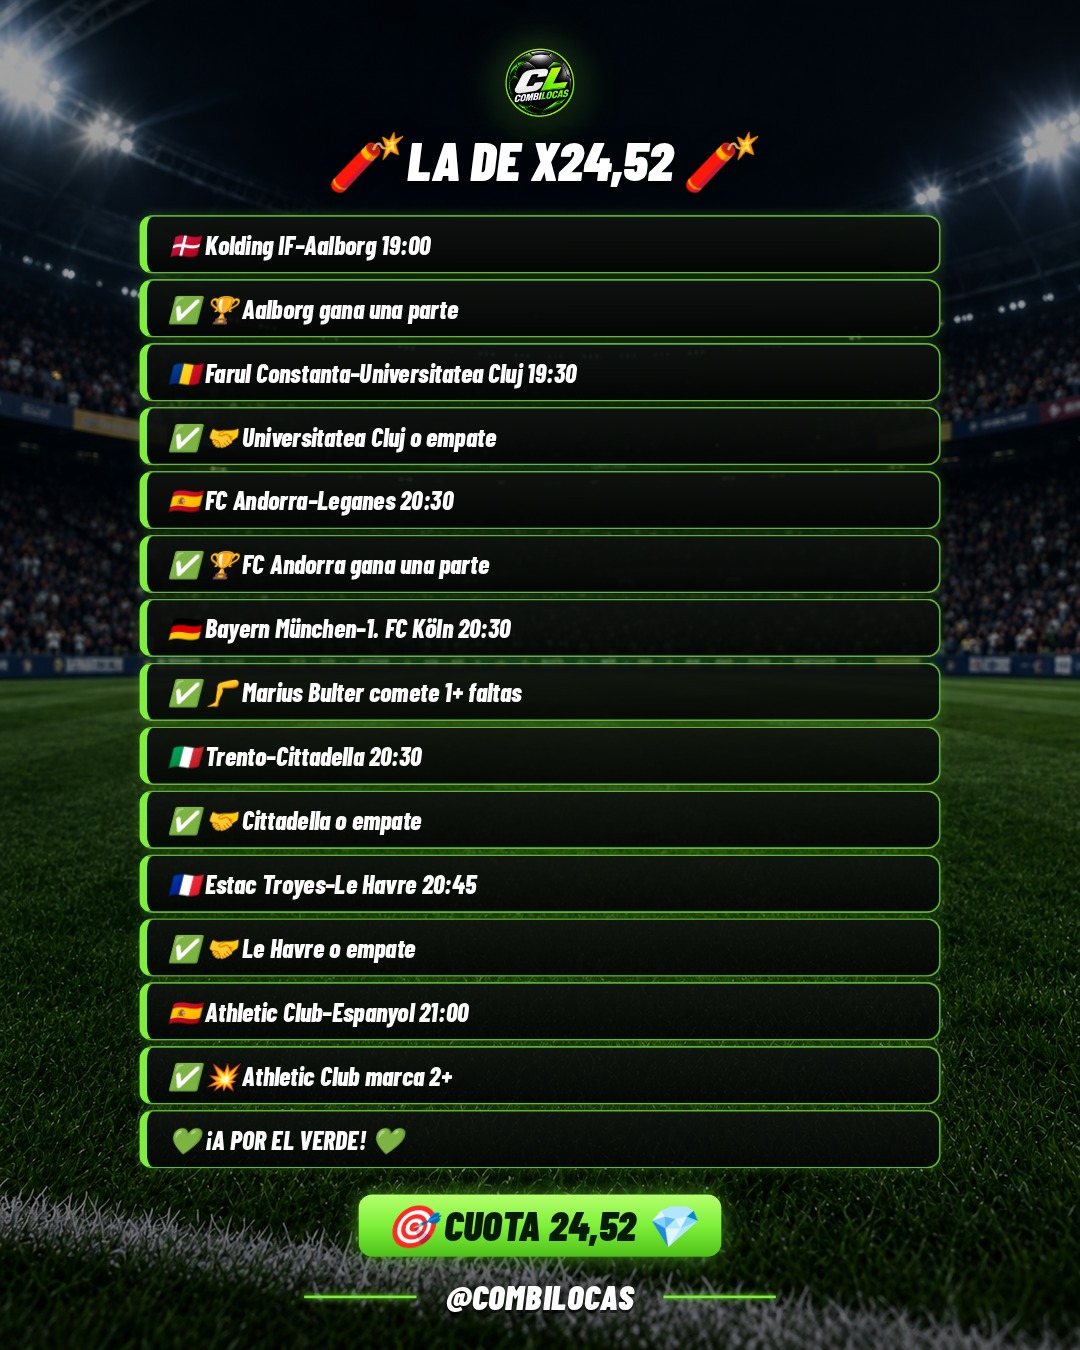 CL
COMBILOCAS
🧨LA DE X24,52 🧨
🇩🇰Kolding IF-Aalborg 19:00
✅ 🏆Aalborg gana una parte
🇷🇴Farul Constanta-Universitatea Cluj 19:30
✅ 🤝Universitatea Cluj o empate
🇪🇸FC Andorra-Leganes 20:30
✅ 🏆FC Andorra gana una parte
🇩🇪Bayern München-1. FC Köln 20:30
✅ 🦵Marius Bulter comete 1+ faltas
🇮🇹Trento-Cittadella 20:30
✅ 🤝Cittadella o empate
🇫🇷Estac Troyes-Le Havre 20:45
✅ 🤝Le Havre o empate
🇪🇸Athletic Club-Espanyol 21:00
✅ 💥Athletic Club marca 2+
💚¡A POR EL VERDE! 💚
🎯CUOTA 24,52 💎
@COMBILOCAS